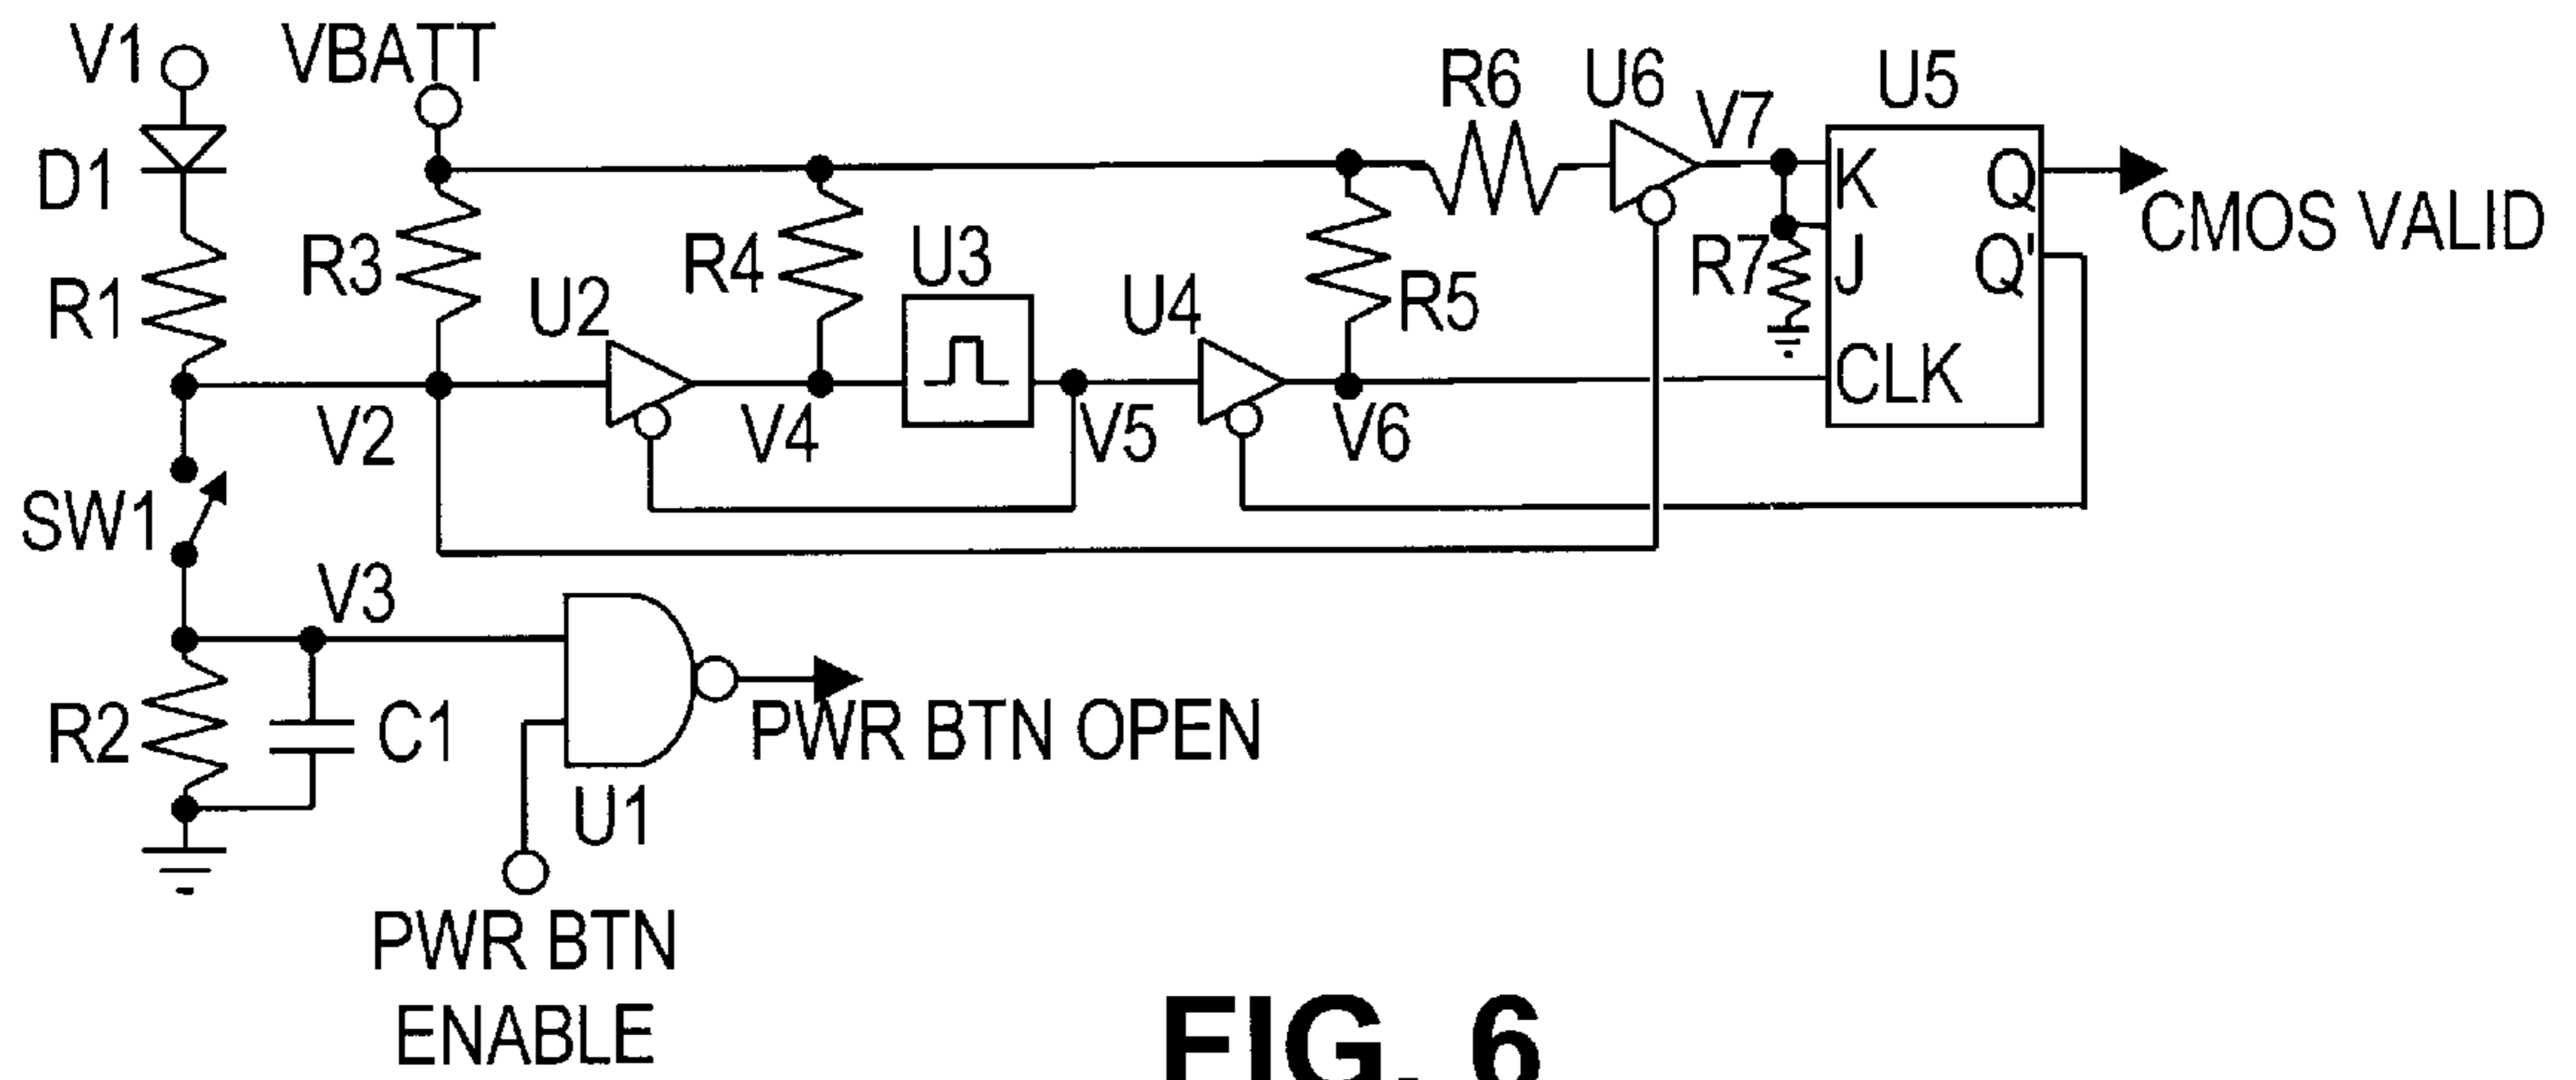 V1
VBATT
R6
U6
V7
U5
D1
K
Q
CMOS VALID
R3
R4
U3
R7
J
Q'
R1
U2
U4
R5
V2
V4
V5
V6
CLK
SW1
V3
R2
C1
PWR BTN OPEN
U1
PWR BTN
ENABLE
FIG. 6